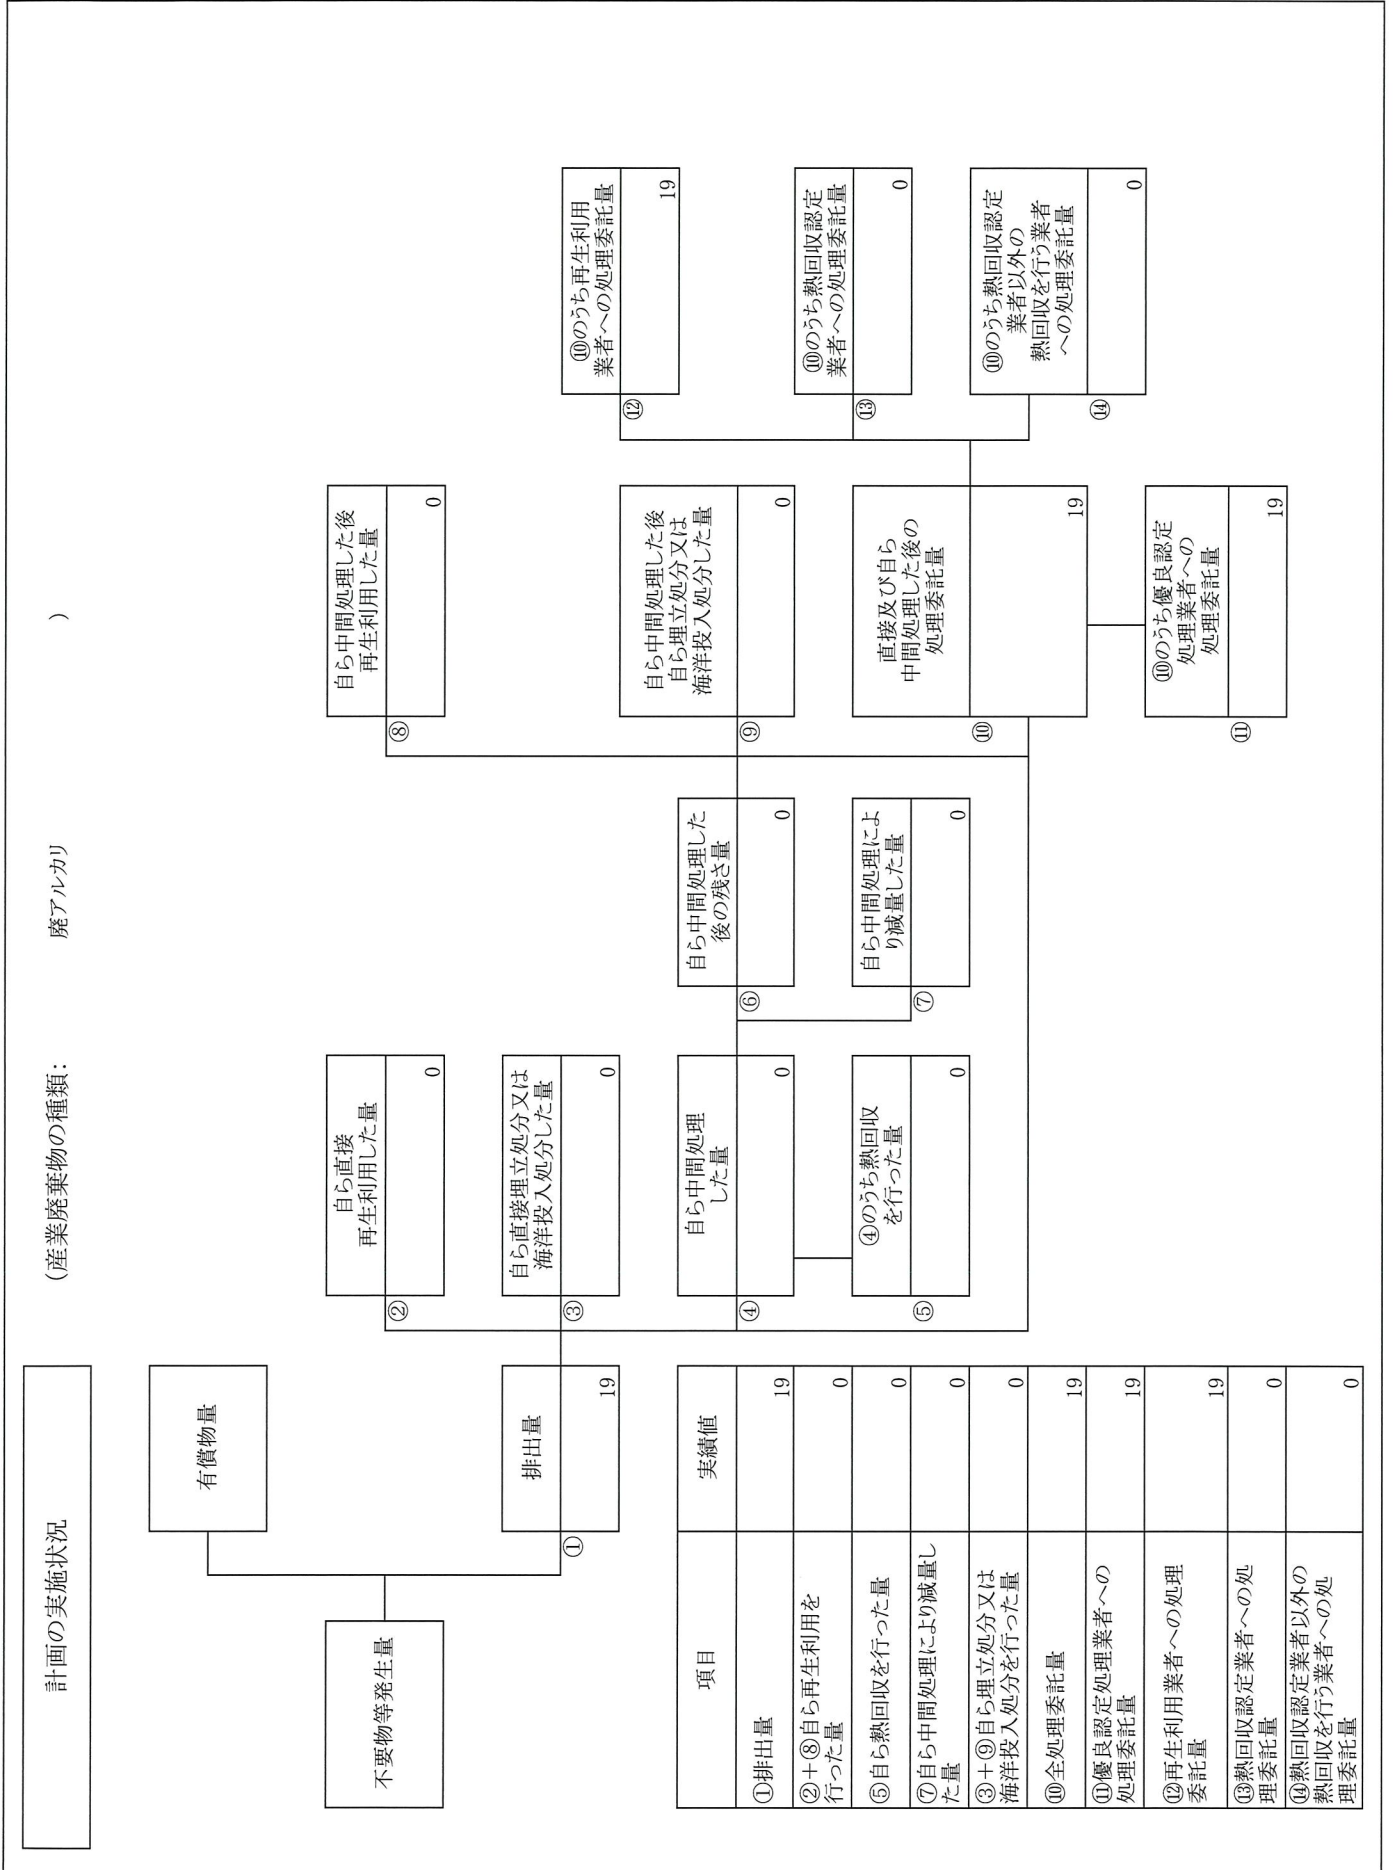 計画の実施状況
(産業廃棄物の種類: 廃アルカリ )
有償物量
不要物等発生量
排出量
①
19
自ら直接
再生利用した量
②
0
自ら直接埋立処分又は
海洋投入処分した量
③
0
自ら中間処理
した量
④
0
④のうち熱回収
を行った量
⑤
0
自ら中間処理した
後の残さ量
⑥
0
自ら中間処理によ
り減量した量
⑦
0
自ら中間処理した後
再生利用した量
⑧
0
自ら中間処理した後
自ら埋立処分又は
海洋投入処分した量
⑨
0
直接及び自ら
中間処理した後の
処理委託量
⑩
19
⑩のうち優良認定
処理業者への
処理委託量
⑪
19
⑩のうち再生利用
業者への処理委託量
⑫
19
⑩のうち熱回収認定
業者への処理委託量
⑬
0
⑩のうち熱回収認定
業者以外の
熱回収を行う業者
への処理委託量
⑭
0
項目 実績値
①排出量 19
②+⑧自ら再生利用を
行った量 0
⑤自ら熱回収を行った量 0
⑦自ら中間処理により減量し
た量 0
③+⑨自ら埋立処分又は
海洋投入処分を行った量 0
⑩全処理委託量 19
⑪優良認定処理業者への
処理委託量 19
⑫再生利用業者への処理
委託量 19
⑬熱回収認定業者への処
理委託量 0
⑭熱回収認定業者以外の
熱回収を行う業者への処
理委託量 0